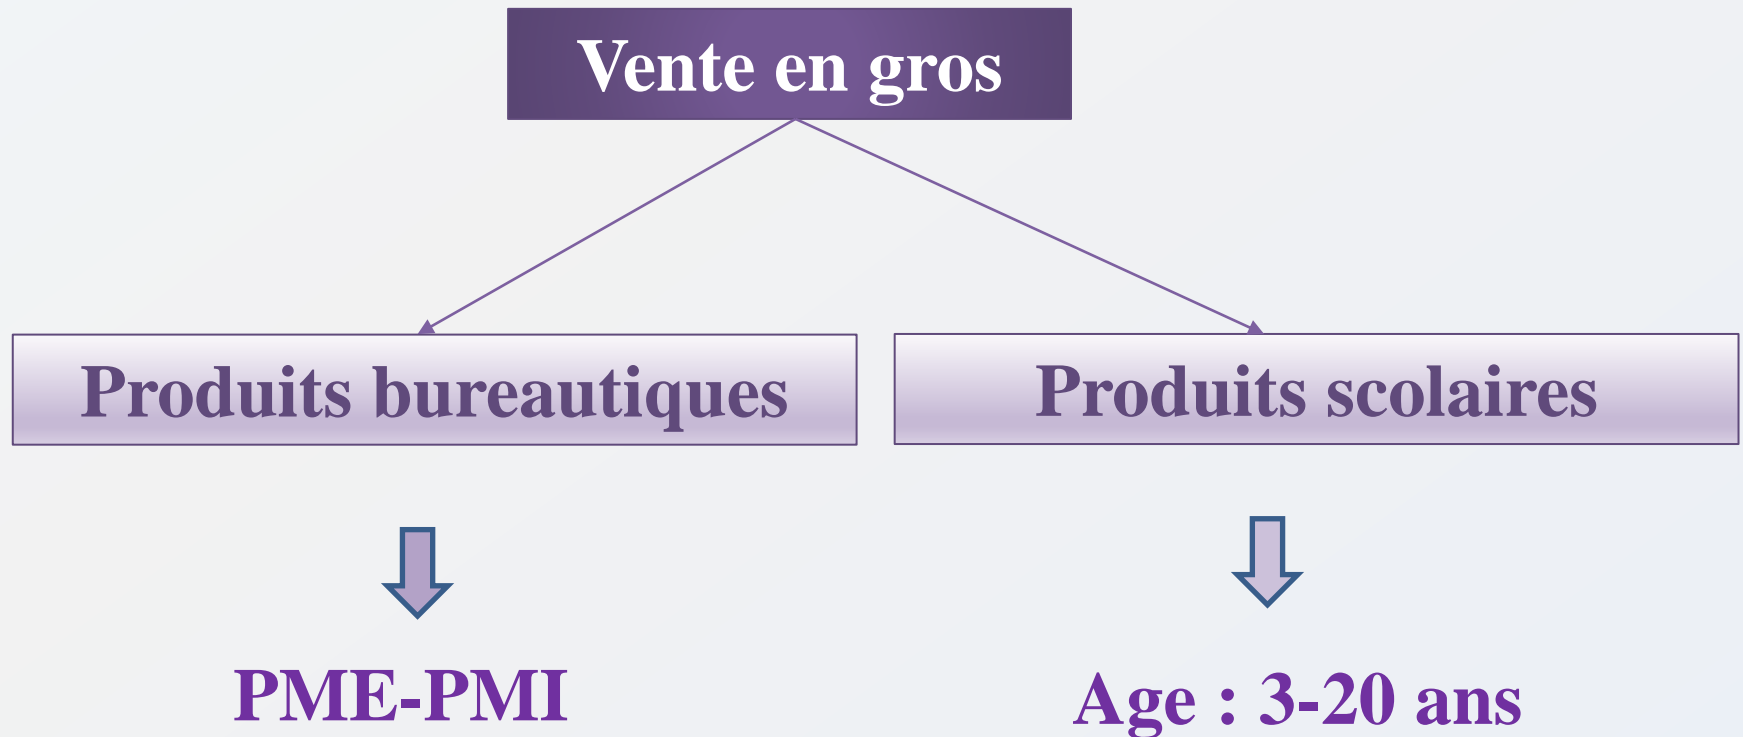 Vente en gros
Produits bureautiques
Produits scolaires
PME-PMI
Age : 3-20 ans